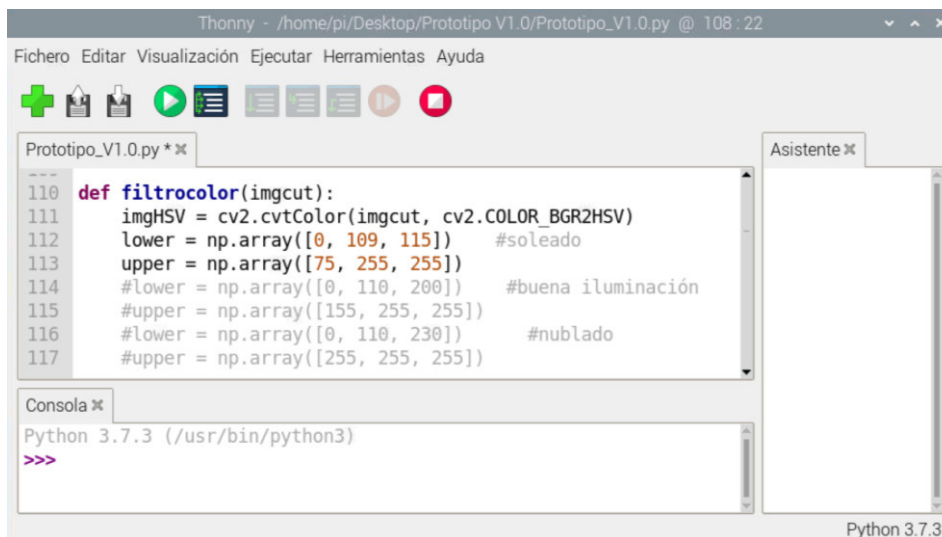 Thonny - /home/pi/Desktop/Prototipo V1.0/Prototipo_V1.0.py @ 108 : 22
Fichero Editar Visualización Ejecutar Herramientas Ayuda
Prototipo_V1.0.py *
Asistente
110 def filtrocolor(imgcut):
111     imgHSV = cv2.cvtColor(imgcut, cv2.COLOR_BGR2HSV)
112     lower = np.array([0, 109, 115])    #soleado
113     upper = np.array([75, 255, 255])
114     #lower = np.array([0, 110, 200])    #buena iluminación
115     #upper = np.array([155, 255, 255])
116     #lower = np.array([0, 110, 230])      #nublado
117     #upper = np.array([255, 255, 255])
Consola
Python 3.7.3 (/usr/bin/python3)
>>>
Python 3.7.3